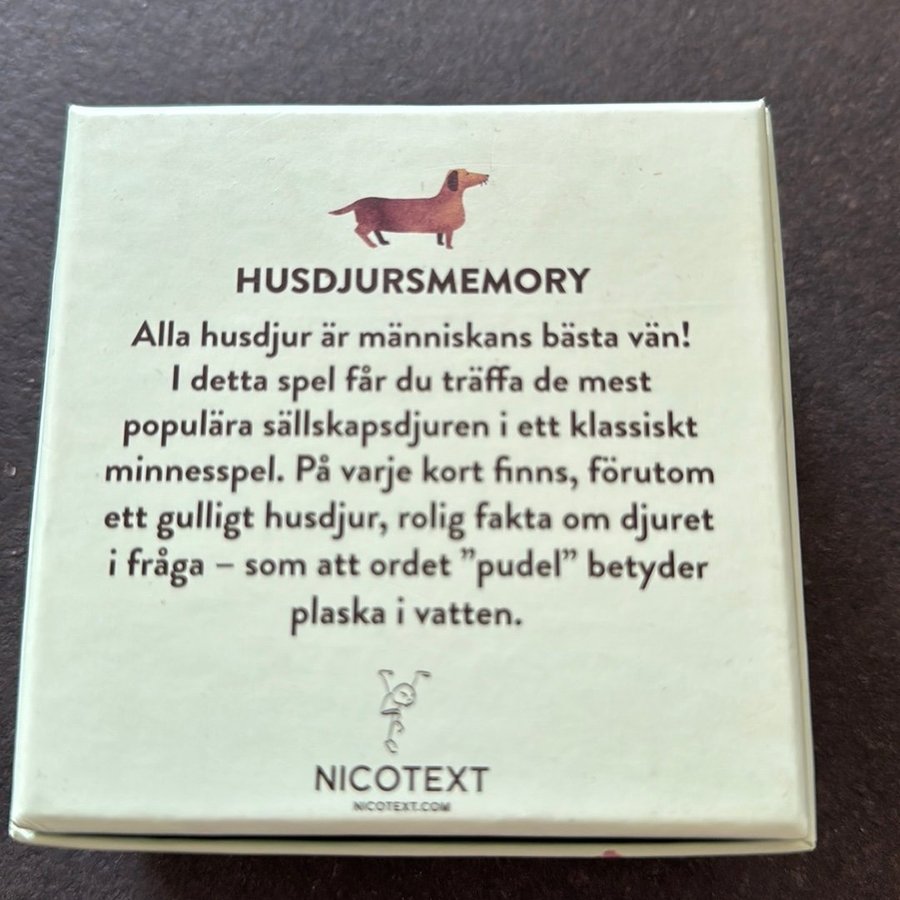 HUSDJURSMEMORY
Alla husdjur är människans bästa vän!
I detta spel får du träffa de mest
populära sällskapsdjuren i ett klassiskt
minnesspel. På varje kort finns, förutom
ett gulligt husdjur, rolig fakta om djuret
i fråga – som att ordet ”pudel” betyder
plaska i vatten.
NICOTEXT
NICOTEXT.COM